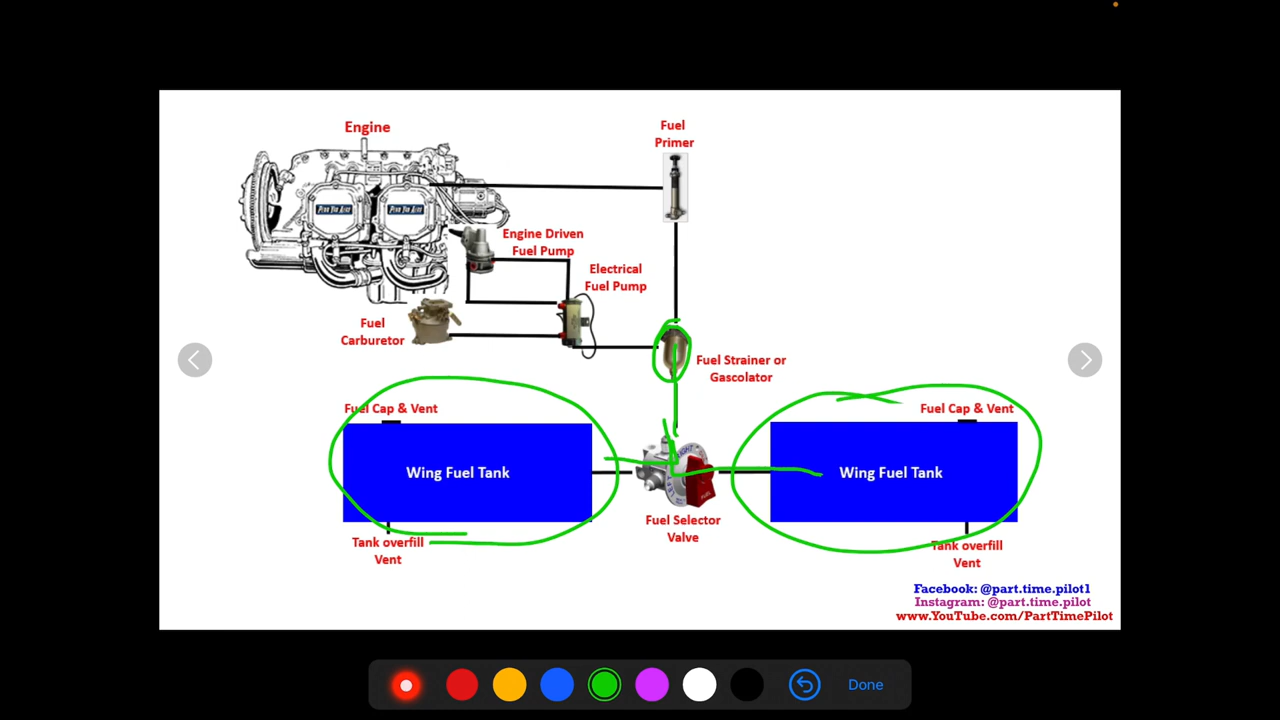 Engine
Fuel
Primer
Engine Driven
Fuel Pump
Electrical
Fuel Pump
Fuel
Carburetor
Fuel Strainer or
Gascolator
Fuel Cap & Vent
Fuel Cap & Vent
Wing Fuel Tank
Wing Fuel Tank
Fuel Selector
Valve
Tank overfill
Vent
Tank overfill
Vent
Facebook: @part.time.pilot1
Instagram: @part.time.pilot
www.YouTube.com/PartTimePilot
Done